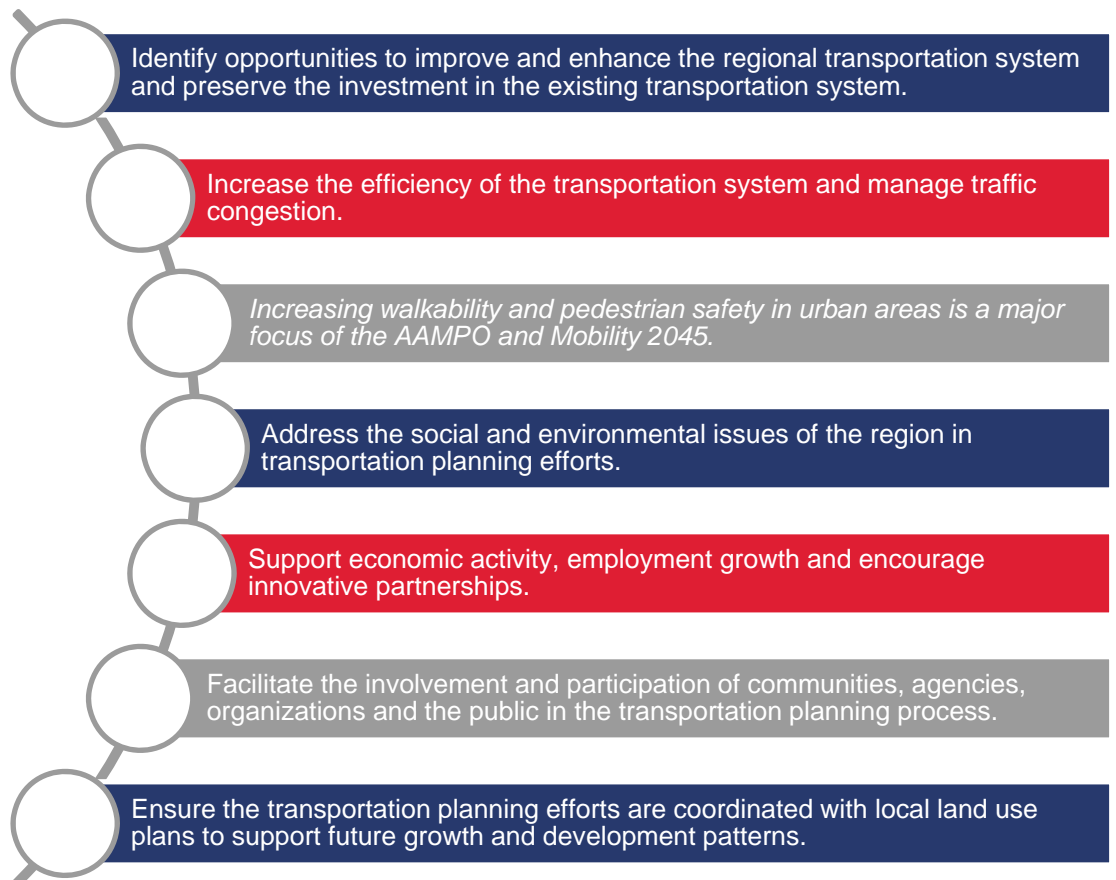 Identify opportunities to improve and enhance the regional transportation system
and preserve the investment in the existing transportation system.
Increase the efficiency of the transportation system and manage traffic
congestion.
Increasing walkability and pedestrian safety in urban areas is a major
focus of the AAMPO and Mobility 2045.
Address the social and environmental issues of the region in
transportation planning efforts.
Support economic activity, employment growth and encourage
innovative partnerships.
Facilitate the involvement and participation of communities, agencies,
organizations and the public in the transportation planning process.
Ensure the transportation planning efforts are coordinated with local land use
plans to support future growth and development patterns.